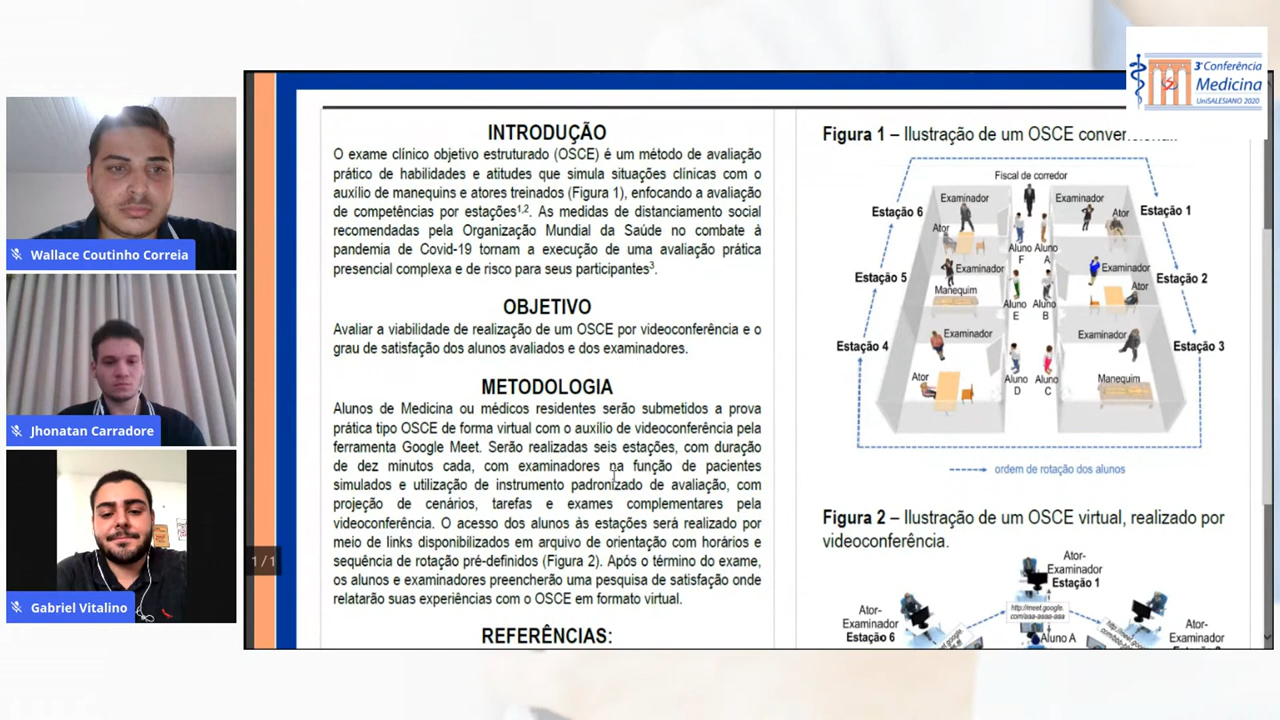 3ª Conferência
Medicina
UniSALESIANO 2020
Wallace Coutinho Correia
Jhonatan Carradore
Gabriel Vitalino
1 / 1
INTRODUÇÃO
O exame clínico objetivo estruturado (OSCE) é um método de avaliação
prático de habilidades e atitudes que simula situações clínicas com o
auxílio de manequins e atores treinados (Figura 1), enfocando a avaliação
de competências por estações¹,². As medidas de distanciamento social
recomendadas pela Organização Mundial da Saúde no combate à
pandemia de Covid-19 tornam a execução de uma avaliação prática
presencial complexa e de risco para seus participantes³.
OBJETIVO
Avaliar a viabilidade de realização de um OSCE por videoconferência e o
grau de satisfação dos alunos avaliados e dos examinadores.
METODOLOGIA
Alunos de Medicina ou médicos residentes serão submetidos a prova
prática tipo OSCE de forma virtual com o auxílio de videoconferência pela
ferramenta Google Meet. Serão realizadas seis estações, com duração
de dez minutos cada, com examinadores na função de pacientes
simulados e utilização de instrumento padronizado de avaliação, com
projeção de cenários, tarefas e exames complementares pela
videoconferência. O acesso dos alunos às estações será realizado por
meio de links disponibilizados em arquivo de orientação com horários e
sequência de rotação pré-definidos (Figura 2). Após o término do exame,
os alunos e examinadores preencherão uma pesquisa de satisfação onde
relatarão suas experiências com o OSCE em formato virtual.
REFERÊNCIAS:
Figura 1 – Ilustração de um OSCE convencional.
Fiscal de corredor
Examinador
Examinador
Estação 6
Ator
Estação 1
Ator
Aluno F
Aluno A
Estação 5
Examinador
Examinador
Estação 2
Manequim
Ator
Aluno E
Aluno B
Estação 4
Examinador
Examinador
Estação 3
Ator
Aluno D
Aluno C
Manequim
ordem de rotação dos alunos
Figura 2 – Ilustração de um OSCE virtual, realizado por
videoconferência.
Ator-
Examinador
Estação 1
http://meet.google.
com/aaa-aaaa-aaa
Aluno A
Ator-
Examinador
Estação 6
Ator-
Examinador